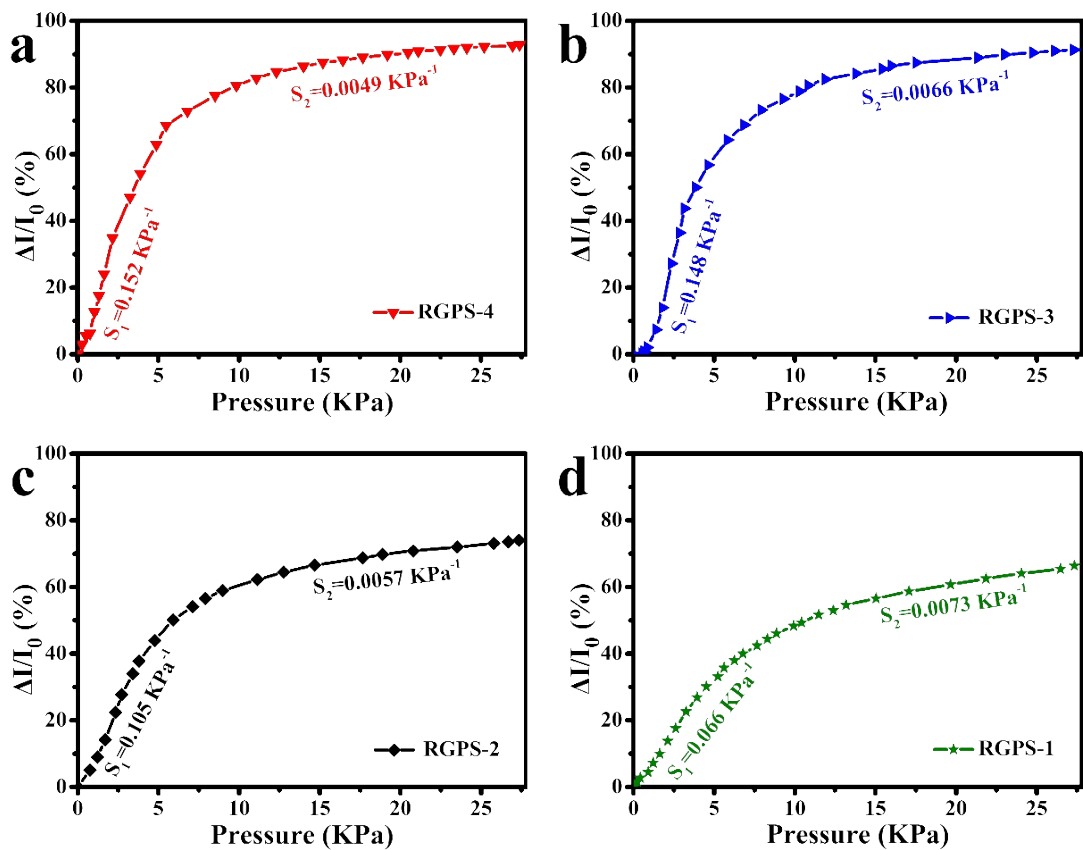 a
100
80
60
40
20
0
ΔI/I₀ (%)
S₂=0.0049 KPa⁻¹
S₁=0.152 KPa⁻¹
RGPS-4
0 5 10 15 20 25
Pressure (KPa)
b
100
80
60
40
20
0
ΔI/I₀ (%)
S₂=0.0066 KPa⁻¹
S₁=0.148 KPa⁻¹
RGPS-3
0 5 10 15 20 25
Pressure (KPa)
c
100
80
60
40
20
0
ΔI/I₀ (%)
S₂=0.0057 KPa⁻¹
S₁=0.105 KPa⁻¹
RGPS-2
0 5 10 15 20 25
Pressure (KPa)
d
100
80
60
40
20
0
ΔI/I₀ (%)
S₂=0.0073 KPa⁻¹
S₁=0.066 KPa⁻¹
RGPS-1
0 5 10 15 20 25
Pressure (KPa)